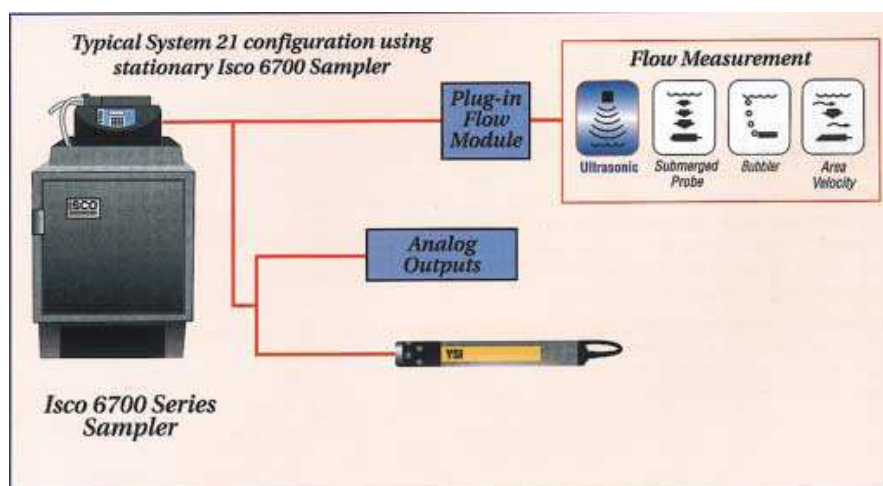 Typical System 21 configuration using
stationary Isco 6700 Sampler
Plug-in
Flow
Module
Flow Measurement
Ultrasonic
Submerged
Probe
Bubbler
Area
Velocity
ISCO
Analog
Outputs
YSI
Isco 6700 Series
Sampler